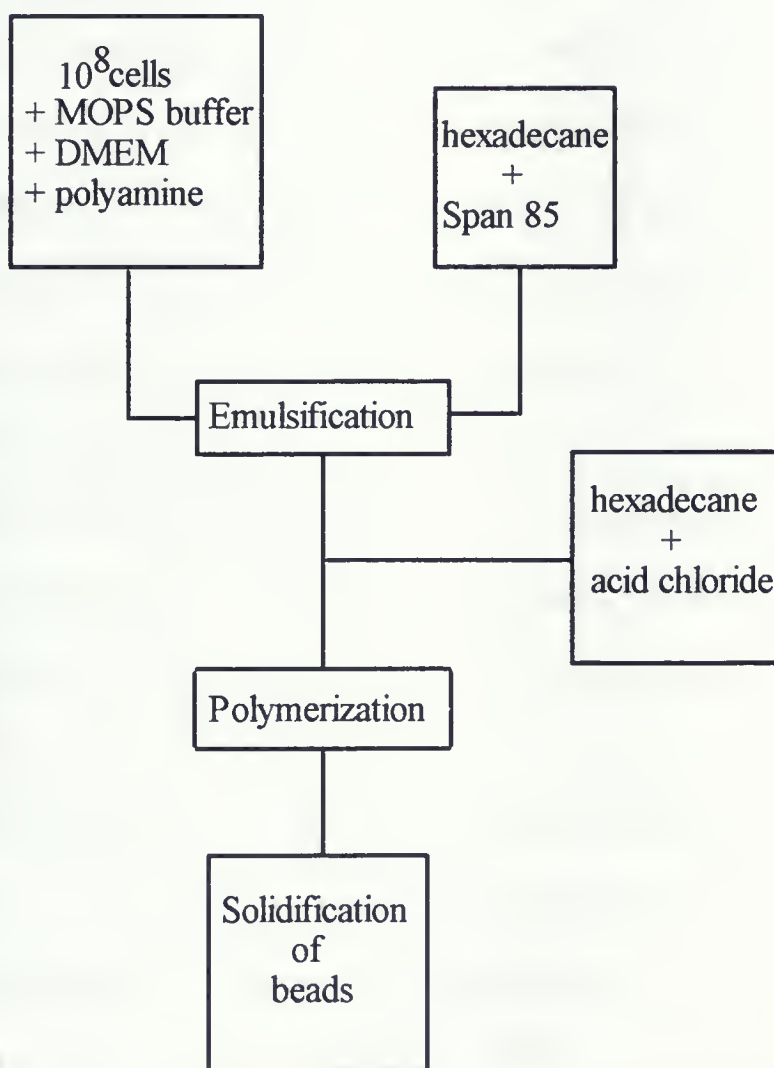 10⁸cells
+ MOPS buffer
+ DMEM
+ polyamine
hexadecane
+
Span 85
Emulsification
hexadecane
+
acid chloride
Polymerization
Solidification
of
beads